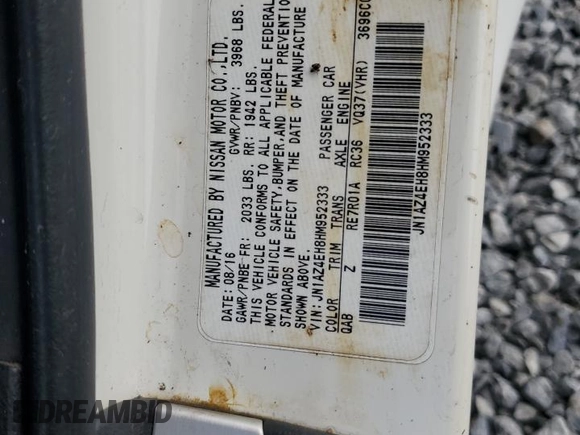 MANUFACTURED BY NISSAN MOTOR CO.,LTD.
DATE: 08/16 GVWR/PNBV: 3968 LBS.
GAWR/PNBE-FR: 2033 LBS. RR: 1942 LBS.
THIS VEHICLE CONFORMS TO ALL APPLICABLE FEDERAL
MOTOR VEHICLE SAFETY,BUMPER,AND THEFT PREVENTION
STANDARDS IN EFFECT ON THE DATE OF MANUFACTURE
SHOWN ABOVE.
VIN: JN1AZ4EH8HM952333 PASSENGER CAR
COLOR TRIM TRANS AXLE ENGINE
QAB Z RE7R01A RC36 VQ37(VHR) 3696CC
JN1AZ4EH8HM952333
DREAMBID